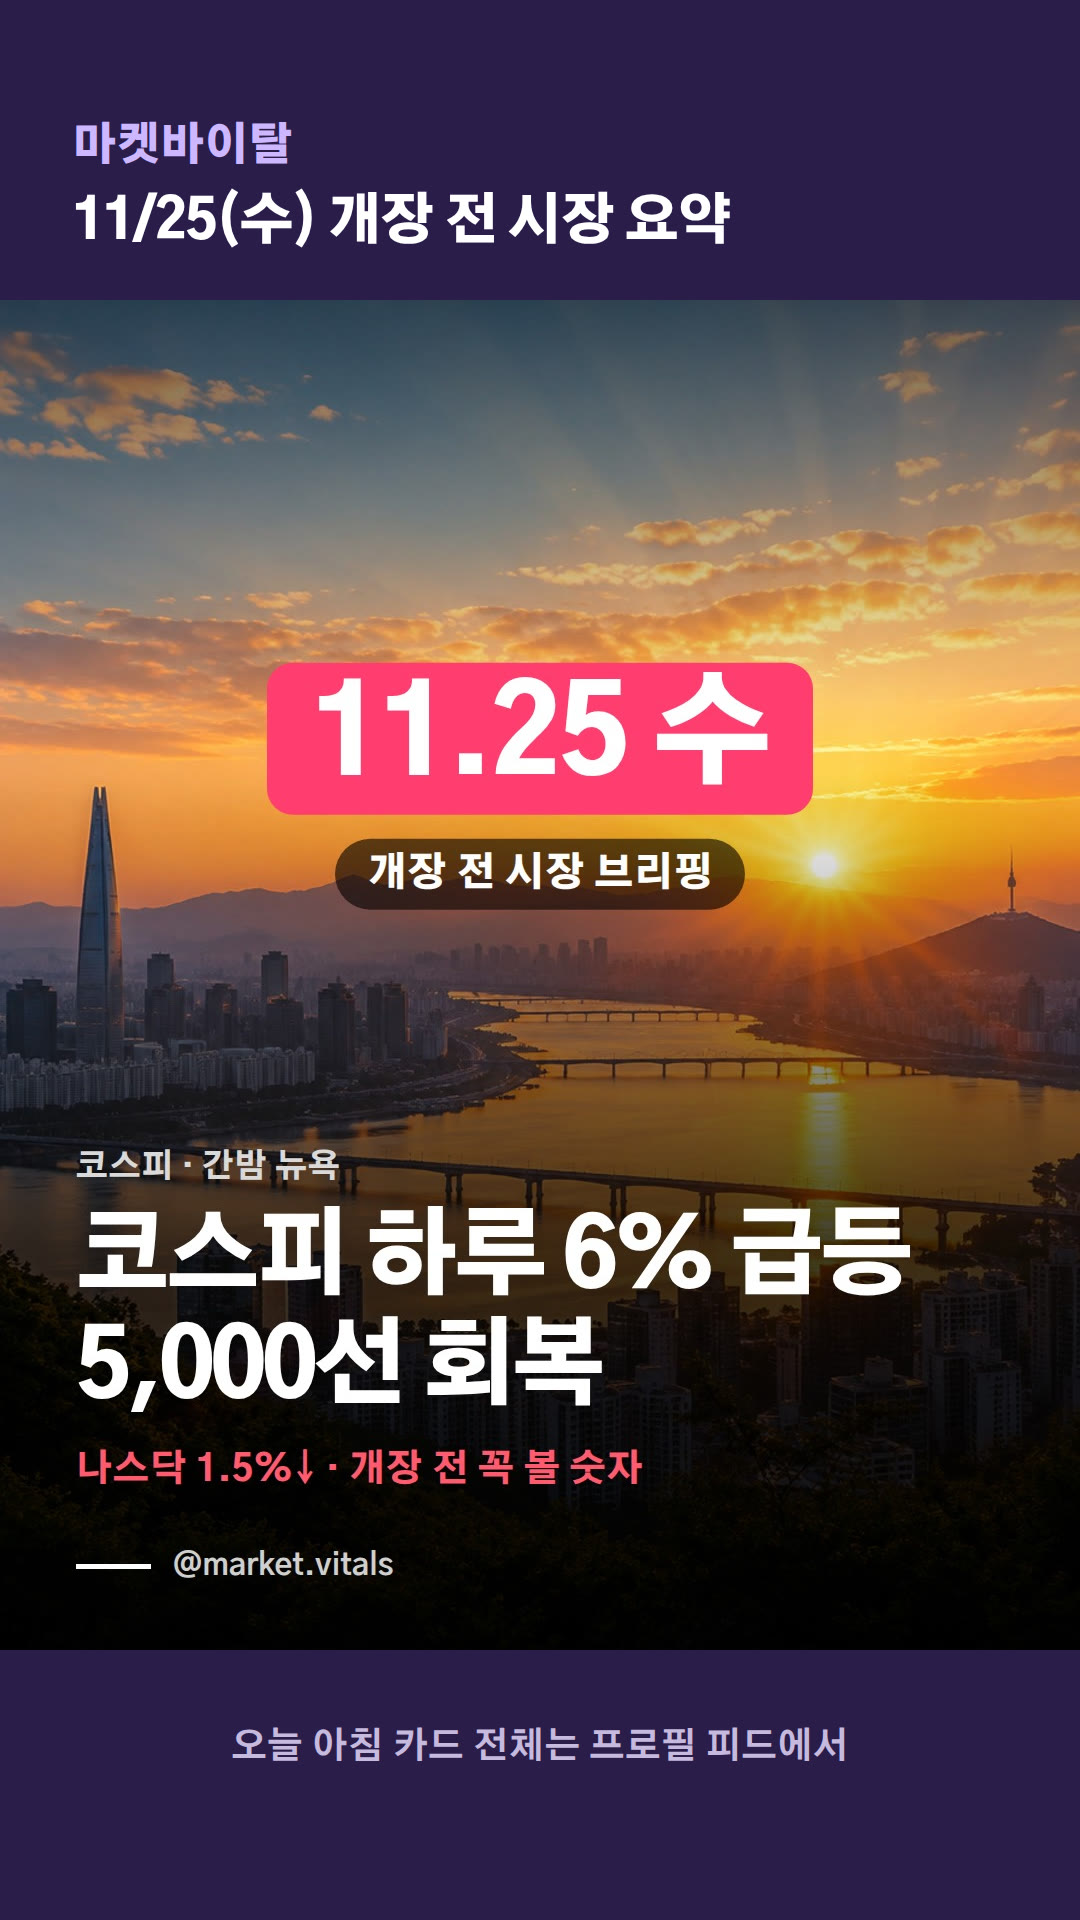 마켓바이탈
11/25(수) 개장 전 시장 요약
11.25 수
개장 전 시장 브리핑
코스피 · 간밤 뉴욕
코스피 하루 6% 급등
5,000선 회복
나스닥 1.5%↓ · 개장 전 꼭 볼 숫자
@market.vitals
오늘 아침 카드 전체는 프로필 피드에서